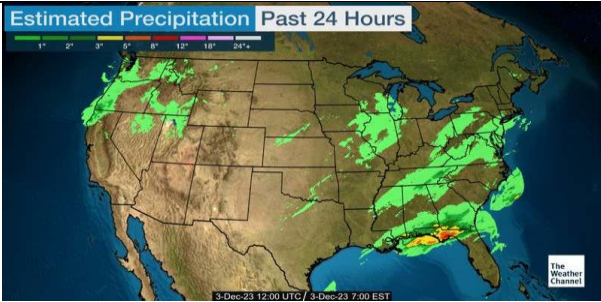 Estimated Precipitation Past 24 Hours
1" 2" 3" 5" 8" 12" 18" 24"+
The
Weather
Channel
3-Dec-23 12:00 UTC / 3-Dec-23 7:00 EST